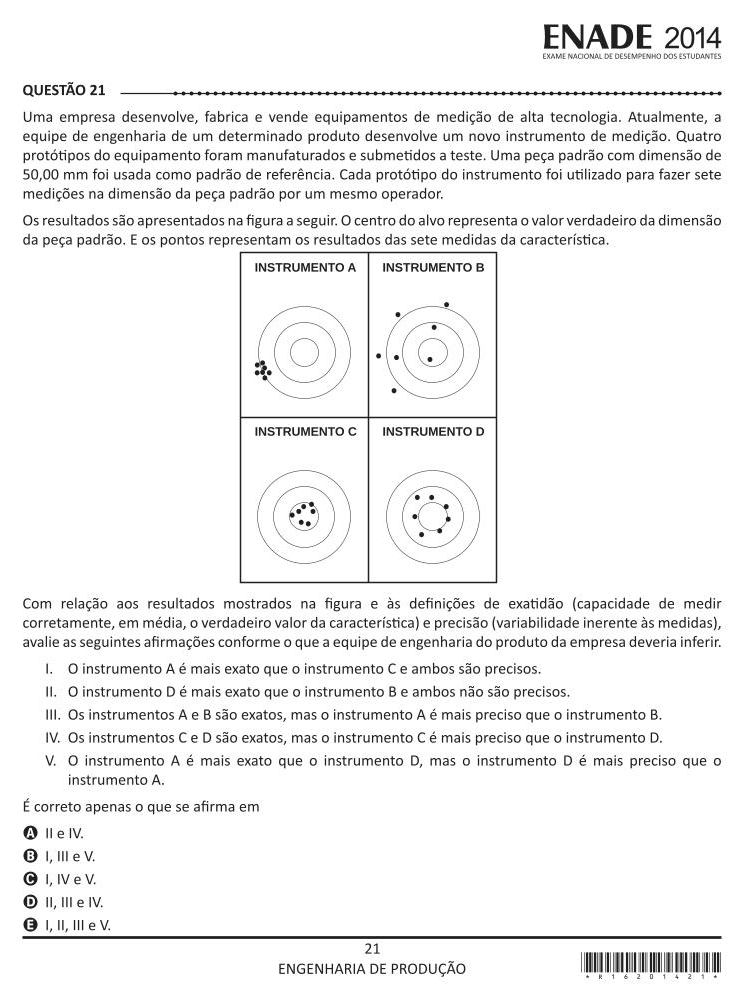 ENADE 2014
EXAME NACIONAL DE DESEMPENHO DOS ESTUDANTES
QUESTÃO 21
Uma empresa desenvolve, fabrica e vende equipamentos de medição de alta tecnologia. Atualmente, a
equipe de engenharia de um determinado produto desenvolve um novo instrumento de medição. Quatro
protótipos do equipamento foram manufaturados e submetidos a teste. Uma peça padrão com dimensão de
50,00 mm foi usada como padrão de referência. Cada protótipo do instrumento foi utilizado para fazer sete
medições na dimensão da peça padrão por um mesmo operador.
Os resultados são apresentados na figura a seguir. O centro do alvo representa o valor verdadeiro da dimensão
da peça padrão. E os pontos representam os resultados das sete medidas da característica.
INSTRUMENTO A
INSTRUMENTO B
INSTRUMENTO C
INSTRUMENTO D
Com relação aos resultados mostrados na figura e às definições de exatidão (capacidade de medir
corretamente, em média, o verdadeiro valor da característica) e precisão (variabilidade inerente às medidas),
avalie as seguintes afirmações conforme o que a equipe de engenharia do produto da empresa deveria inferir.
I. O instrumento A é mais exato que o instrumento C e ambos são precisos.
II. O instrumento D é mais exato que o instrumento B e ambos não são precisos.
III. Os instrumentos A e B são exatos, mas o instrumento A é mais preciso que o instrumento B.
IV. Os instrumentos C e D são exatos, mas o instrumento C é mais preciso que o instrumento D.
V. O instrumento A é mais exato que o instrumento D, mas o instrumento D é mais preciso que o
instrumento A.
É correto apenas o que se afirma em
A II e IV.
B I, III e V.
C I, IV e V.
D II, III e IV.
E I, II, III e V.
21
ENGENHARIA DE PRODUÇÃO
*R16201421*